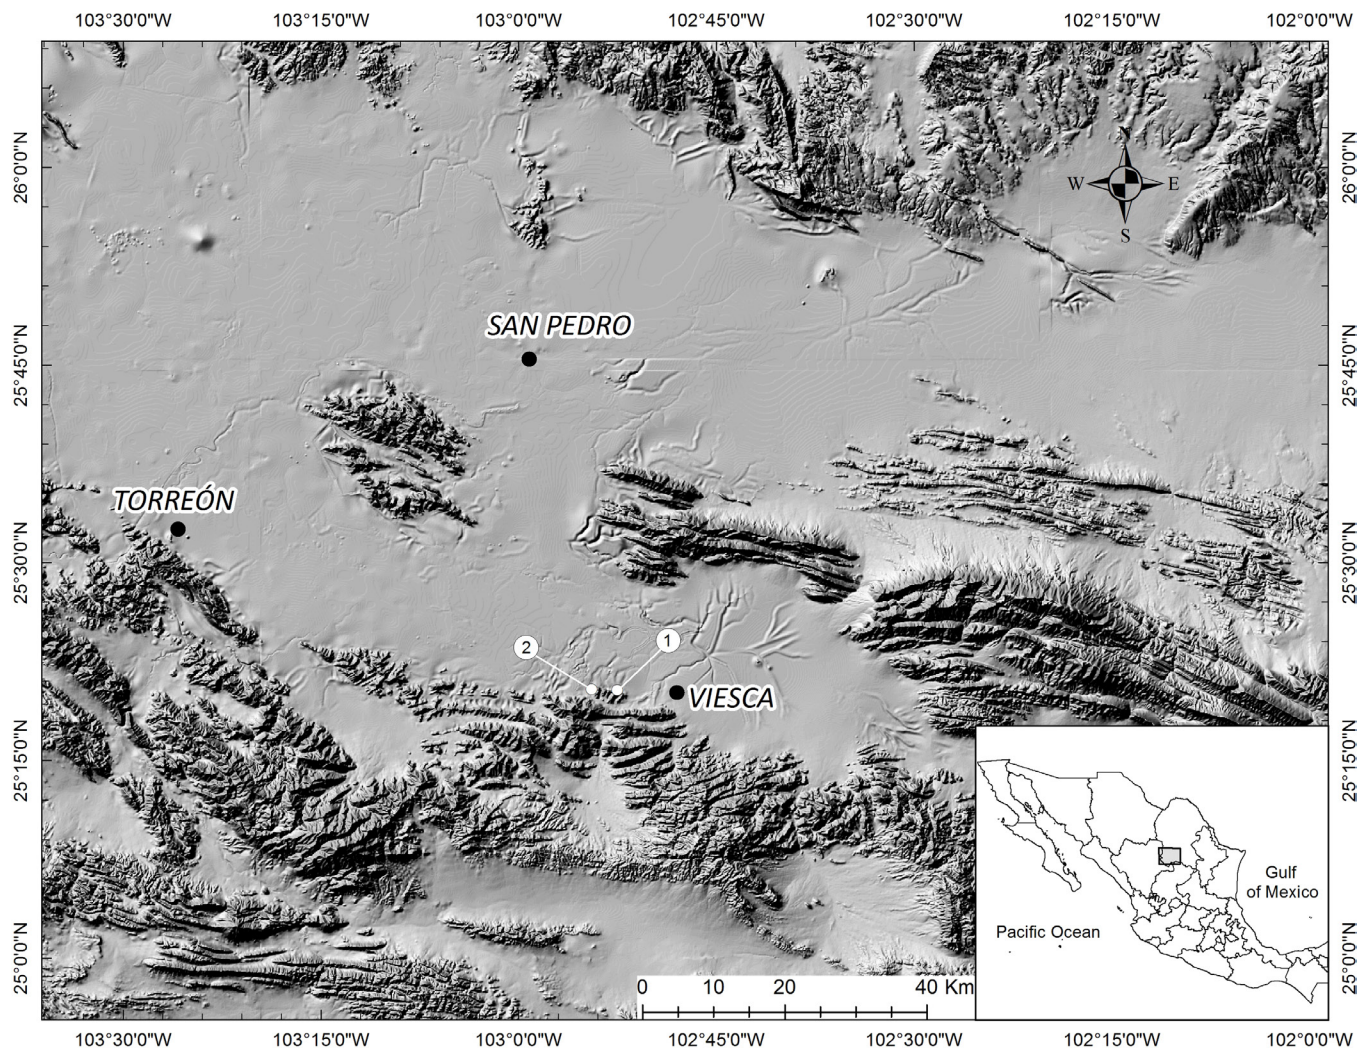 103°30'0"W 103°15'0"W 103°0'0"W 102°45'0"W 102°30'0"W 102°15'0"W 102°0'0"W
26°0'0"N 26°0'0"N
N
W E
S
SAN PEDRO
25°45'0"N 25°45'0"N
TORREÓN
25°30'0"N 25°30'0"N
2 1
VIESCA
25°15'0"N 25°15'0"N
Gulf
of Mexico
Pacific Ocean
25°0'0"N 25°0'0"N
0 10 20 40 Km
103°30'0"W 103°15'0"W 103°0'0"W 102°45'0"W 102°30'0"W 102°15'0"W 102°0'0"W